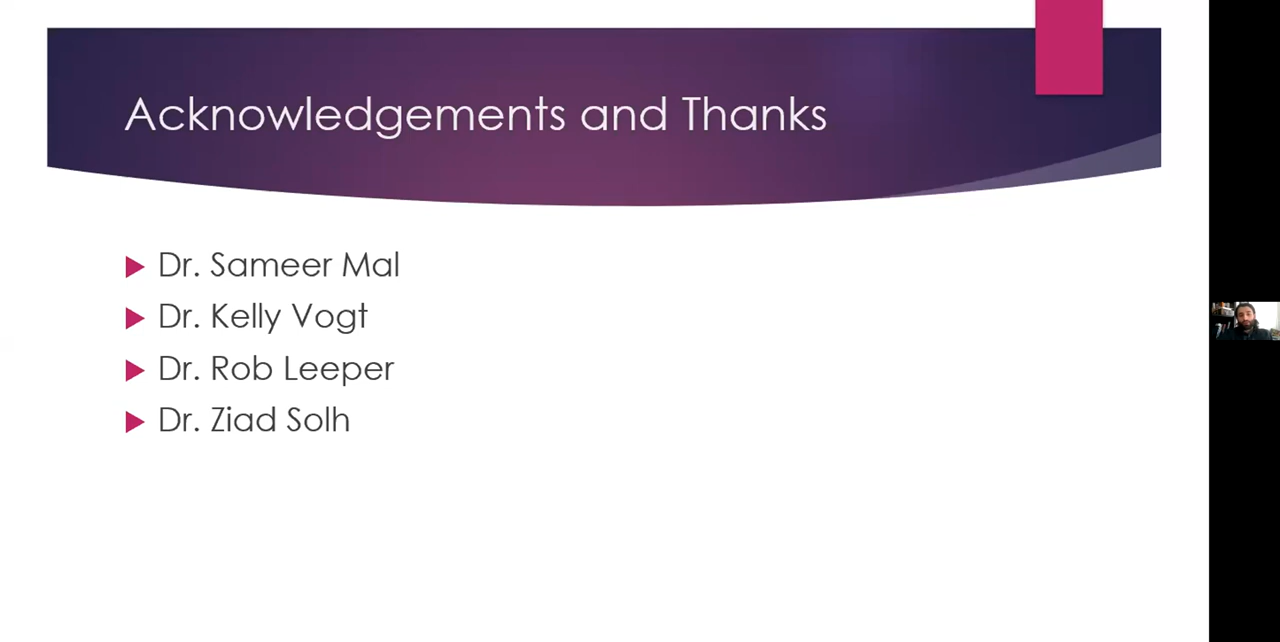 Acknowledgements and Thanks
Dr. Sameer Mal
Dr. Kelly Vogt
Dr. Rob Leeper
Dr. Ziad Solh